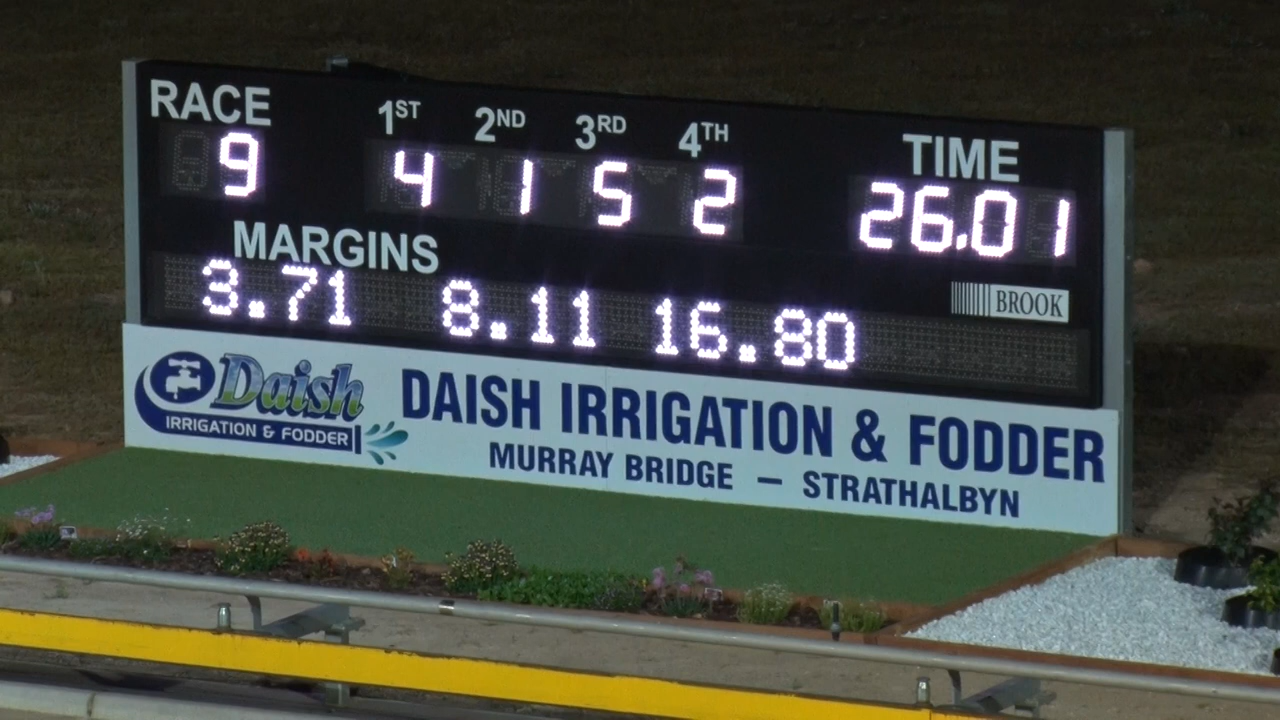 RACE 1ST 2ND 3RD 4TH TIME
9 4 1 5 2 26.01
MARGINS
3.71 8.11 16.80
BROOK
Daish
IRRIGATION & FODDER
DAISH IRRIGATION & FODDER
MURRAY BRIDGE — STRATHALBYN